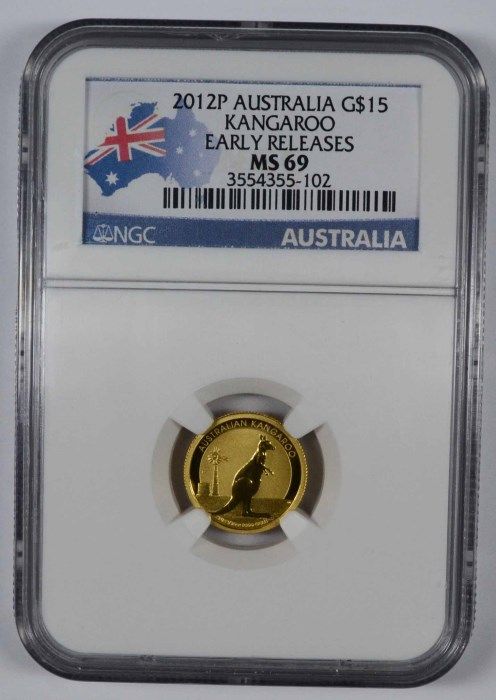 2012P AUSTRALIA G$15
KANGAROO
EARLY RELEASES
MS 69
3554355-102
NGC
AUSTRALIA
AUSTRALIAN KANGAROO